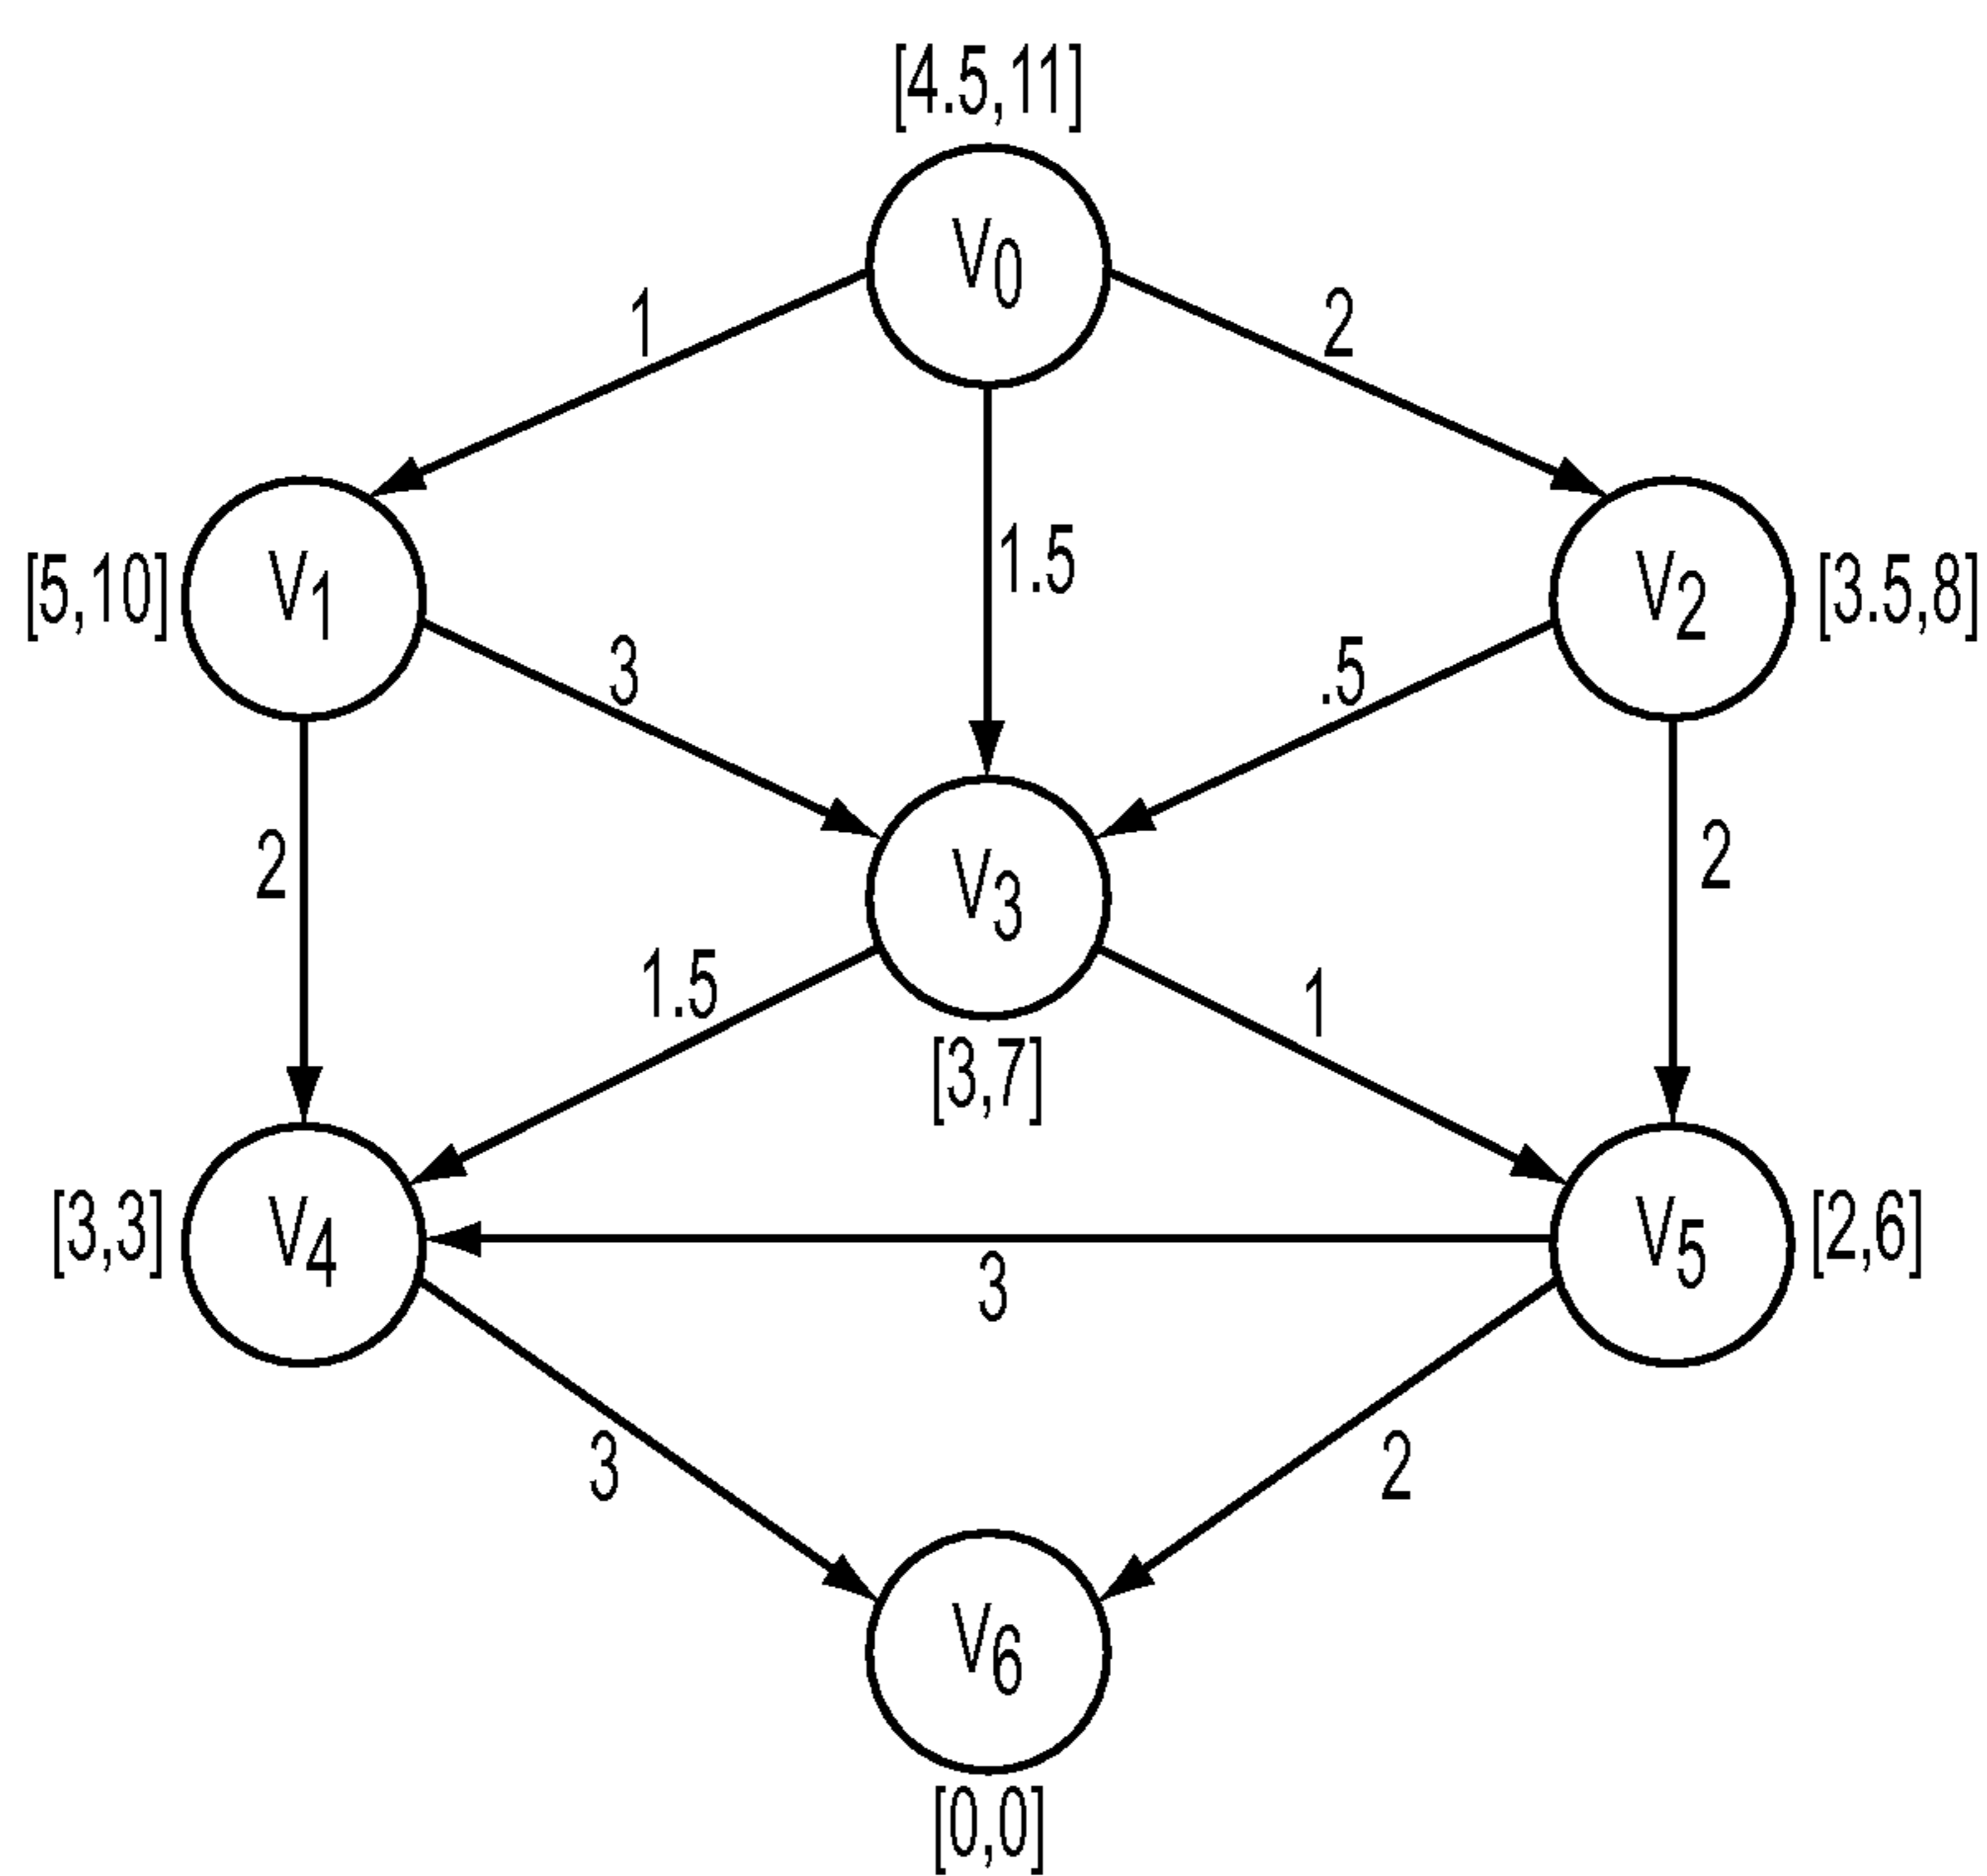 [4.5,11]
V0
1
2
1.5
[5,10]
V1
V2
[3.5,8]
3
.5
2
2
V3
1.5
1
[3,7]
[3,3]
V4
V5
[2,6]
3
3
2
V6
[0,0]